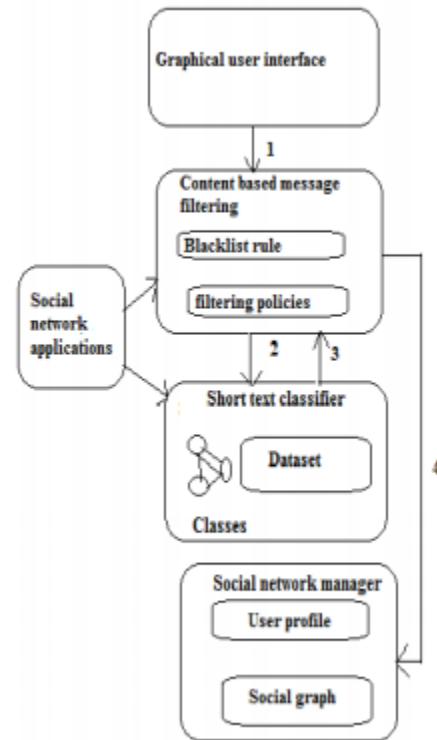 Graphical user interface
1
Content based message
filtering
Blacklist rule
filtering policies
Social
network
applications
2
3
Short text classifier
Dataset
Classes
4
Social network manager
User profile
Social graph